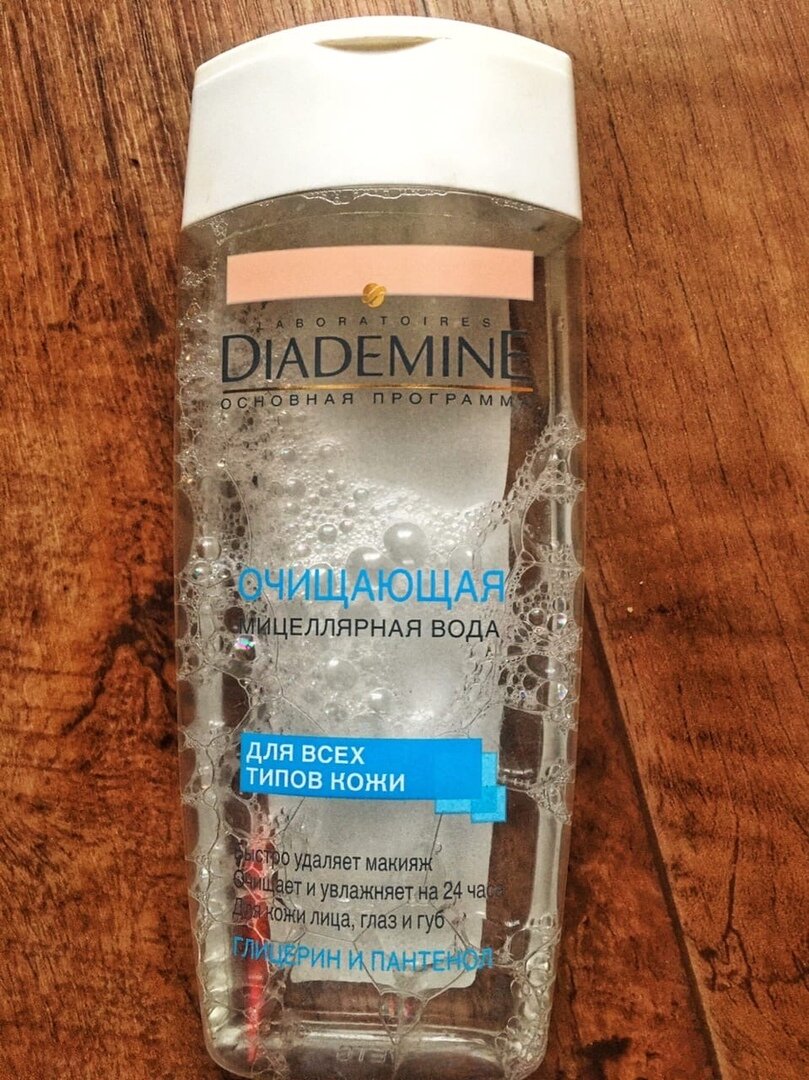 LABORATOIRES
DIADEMINE
ОСНОВНАЯ ПРОГРАММА
ОЧИЩАЮЩАЯ
МИЦЕЛЛЯРНАЯ ВОДА
ДЛЯ ВСЕХ
ТИПОВ КОЖИ
Быстро удаляет макияж
Очищает и увлажняет на 24 часа
Для кожи лица, глаз и губ
ГЛИЦЕРИН И ПАНТЕНОЛ